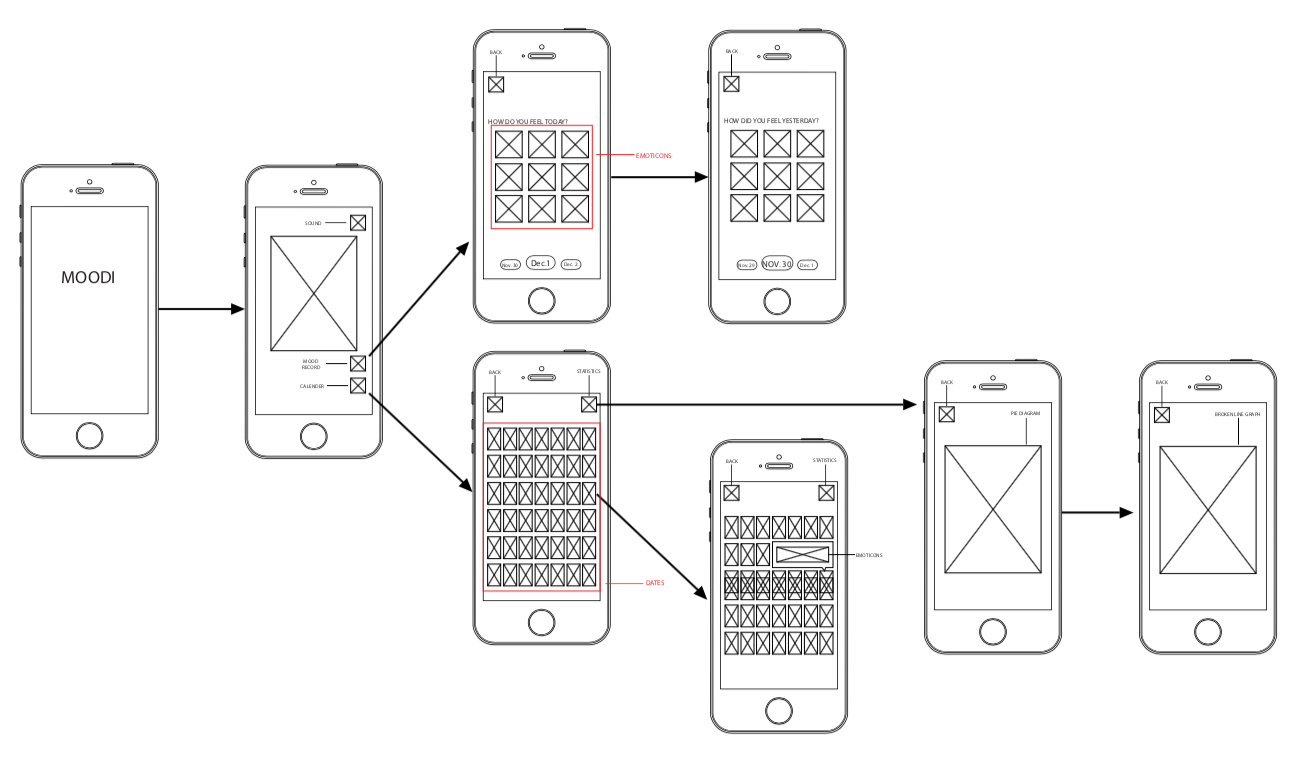 MOODI
SOUND
MOOD
RECORD
CALENDER
BACK
HOW DO YOU FEEL TODAY?
EMOTICONS
Nov. 30
Dec.1
Dec. 2
BACK
HOW DID YOU FEEL YESTERDAY?
Nov. 29
NOV. 30
Dec. 1
BACK
STATISTICS
DATES
BACK
STATISTICS
EMOTICONS
BACK
PIE DIAGRAM
BACK
BROKEN LINE GRAFH